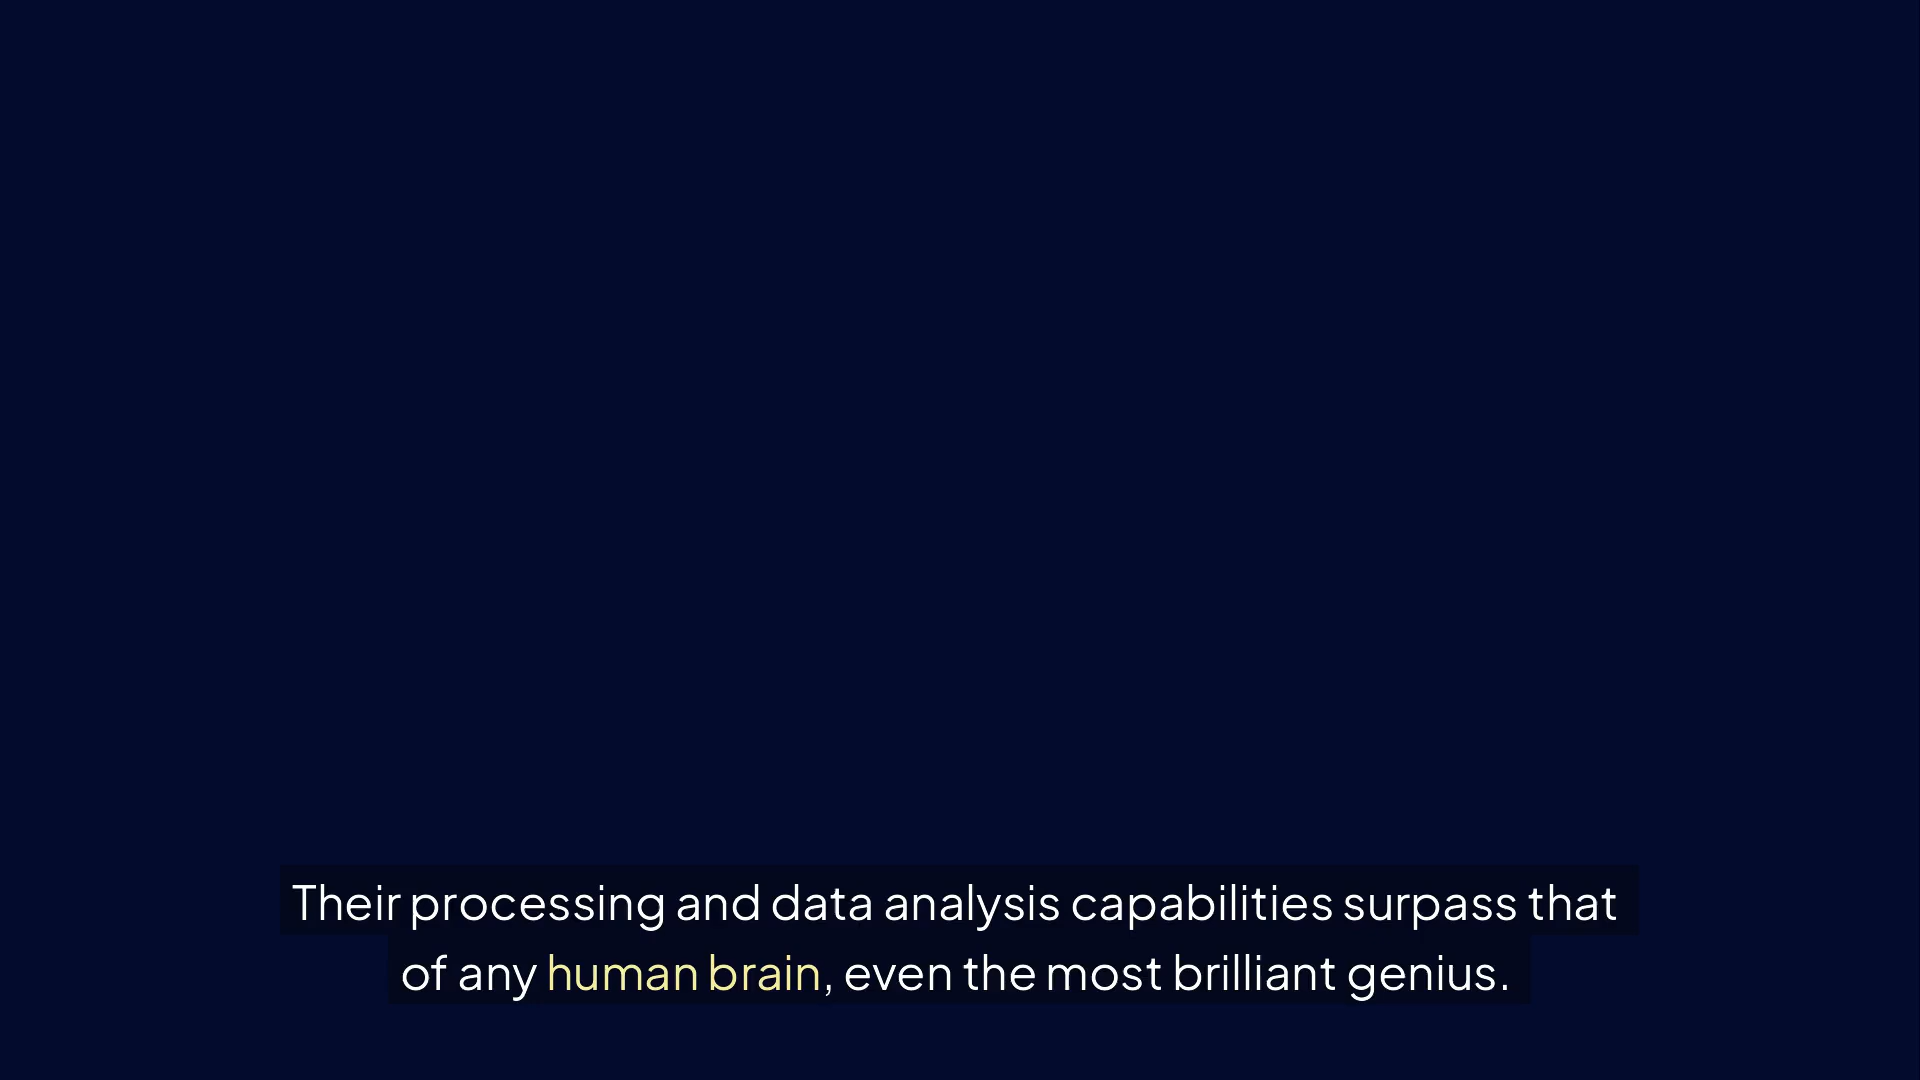 Their processing and data analysis capabilities surpass that
of any human brain, even the most brilliant genius.